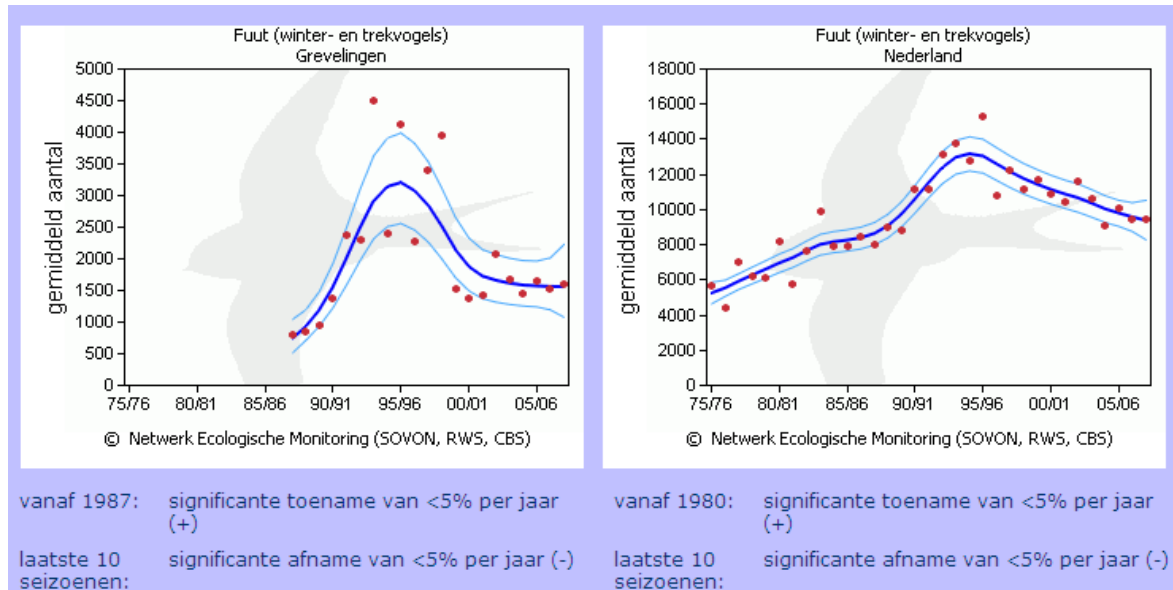 Fuut (winter- en trekvogels)
Grevelingen
gemiddeld aantal
5000
4500
4000
3500
3000
2500
2000
1500
1000
500
0
75/76 80/81 85/86 90/91 95/96 00/01 05/06
© Netwerk Ecologische Monitoring (SOVON, RWS, CBS)
vanaf 1987: significante toename van <5% per jaar
(+)
laatste 10 significante afname van <5% per jaar (-)
seizoenen:
Fuut (winter- en trekvogels)
Nederland
gemiddeld aantal
18000
16000
14000
12000
10000
8000
6000
4000
2000
0
75/76 80/81 85/86 90/91 95/96 00/01 05/06
© Netwerk Ecologische Monitoring (SOVON, RWS, CBS)
vanaf 1980: significante toename van <5% per jaar
(+)
laatste 10 significante afname van <5% per jaar (-)
seizoenen: